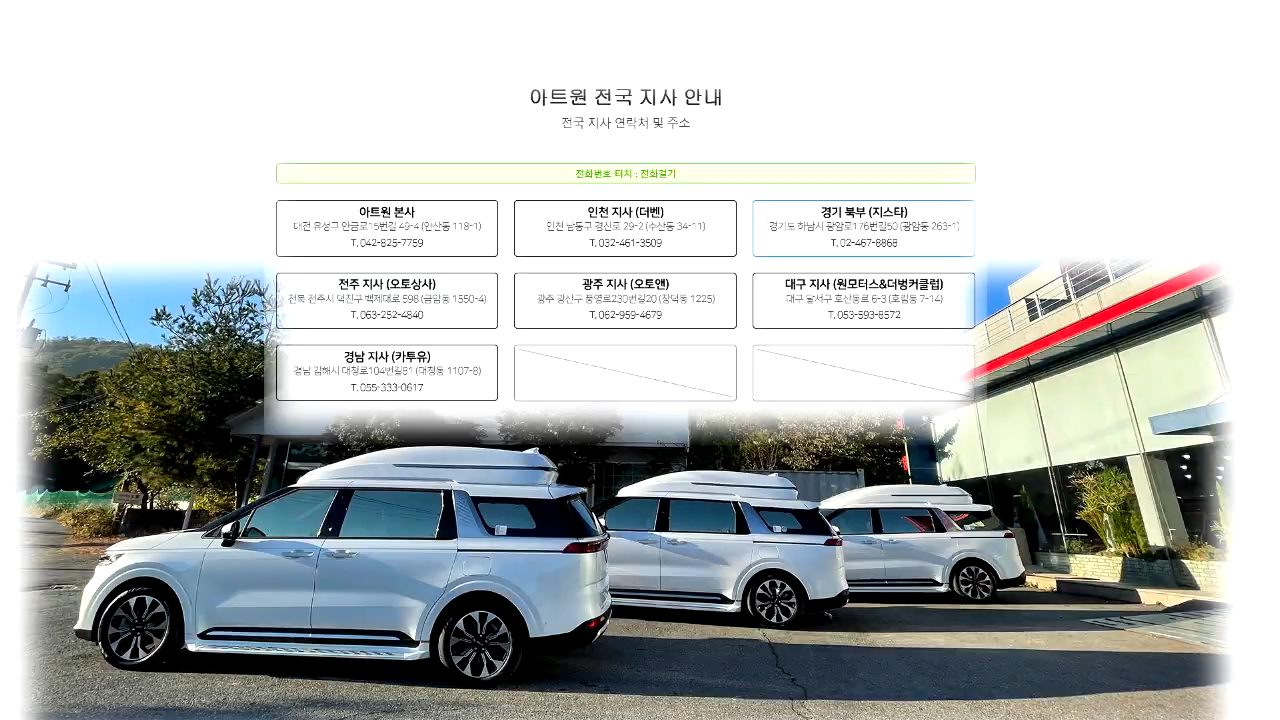 아트원 전국 지사 안내
전국 지사 연락처 및 주소
전화번호 터치 : 전화걸기
아트원 본사
대전 유성구 안금로15번길 49-4 (안산동 118-1)
T. 042-825-7759
인천 지사 (더벤)
인천 남동구 경신로 29-2 (수산동 34-11)
T. 032-461-3509
경기 북부 (지스타)
경기도 하남시 광암로176번길50 (광암동 263-1)
T. 02-467-8868
전주 지사 (오토상사)
전북 전주시 덕진구 백제대로 598 (금암동 1550-4)
T. 063-252-4840
광주 지사 (오토앤)
광주 광산구 풍영로230번길20 (장덕동 1225)
T. 062-959-4679
대구 지사 (원모터스&더벙커클럽)
대구 달서구 호산동로 6-3 (호림동 7-14)
T. 053-593-8572
경남 지사 (카투유)
경남 김해시 대청로104번길81 (대청동 1107-8)
T. 055-333-0617